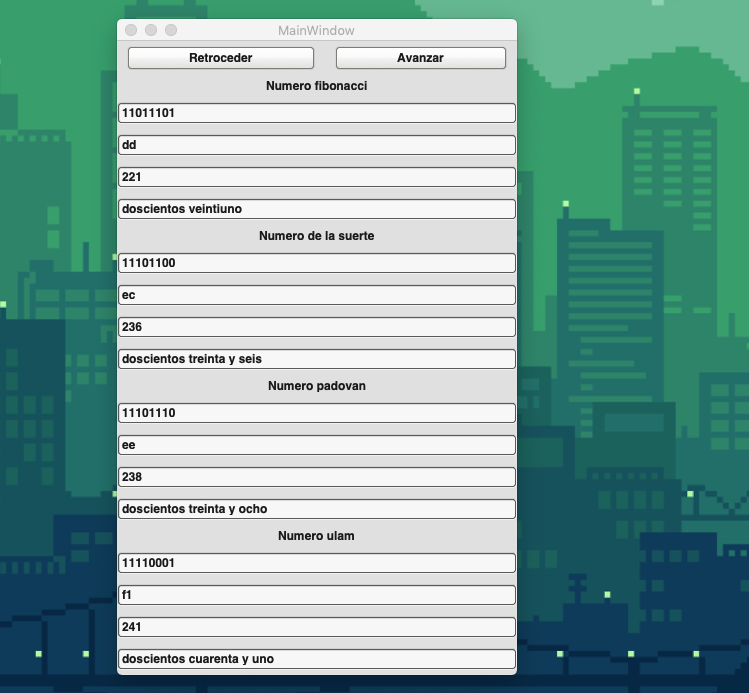 MainWindow
Retroceder Avanzar
Numero fibonacci
11011101
dd
221
doscientos veintiuno
Numero de la suerte
11101100
ec
236
doscientos treinta y seis
Numero padovan
11101110
ee
238
doscientos treinta y ocho
Numero ulam
11110001
f1
241
doscientos cuarenta y uno